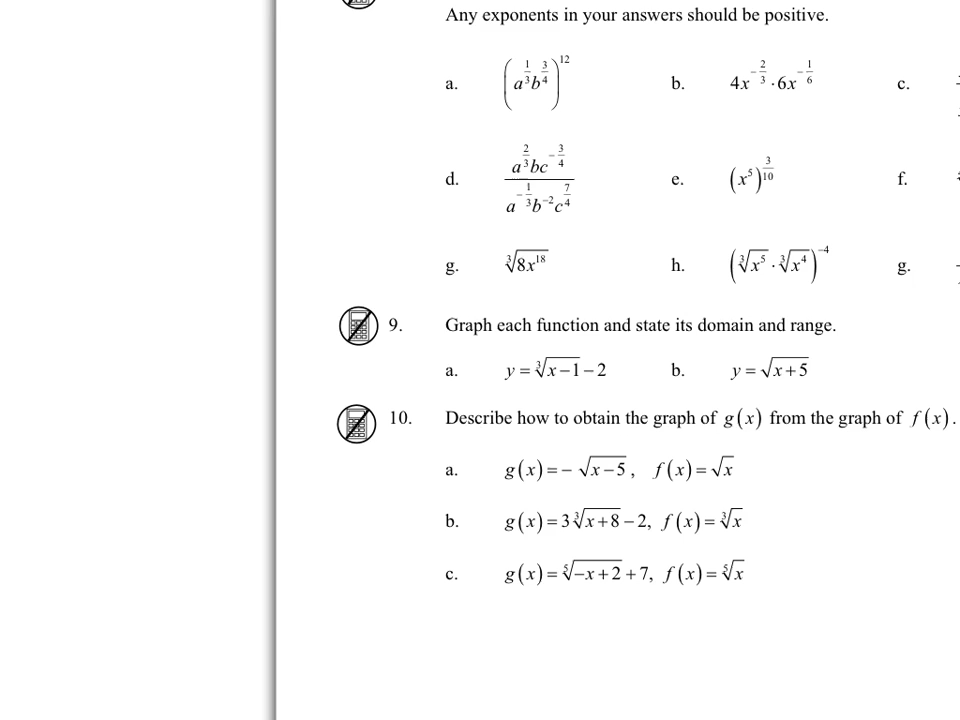 Any exponents in your answers should be positive.
a. (a^(1/3) b^(3/4))^12 b. 4x^(-2/3) · 6x^(-1/6) c.
d. (a^(2/3) b c^(-3/4)) / (a^(-1/3) b^(-2) c^(7/4)) e. (x^5)^(3/10) f.
g. ∛(8x^18) h. (∛(x^5) · ∛(x^4))^(-4) g.
9. Graph each function and state its domain and range.
a. y = ∛(x−1) − 2 b. y = √(x+5)
10. Describe how to obtain the graph of g(x) from the graph of f(x).
a. g(x) = − √(x−5), f(x) = √x
b. g(x) = 3∛(x+8) − 2, f(x) = ∛x
c. g(x) = ⁵√(−x+2) + 7, f(x) = ⁵√x